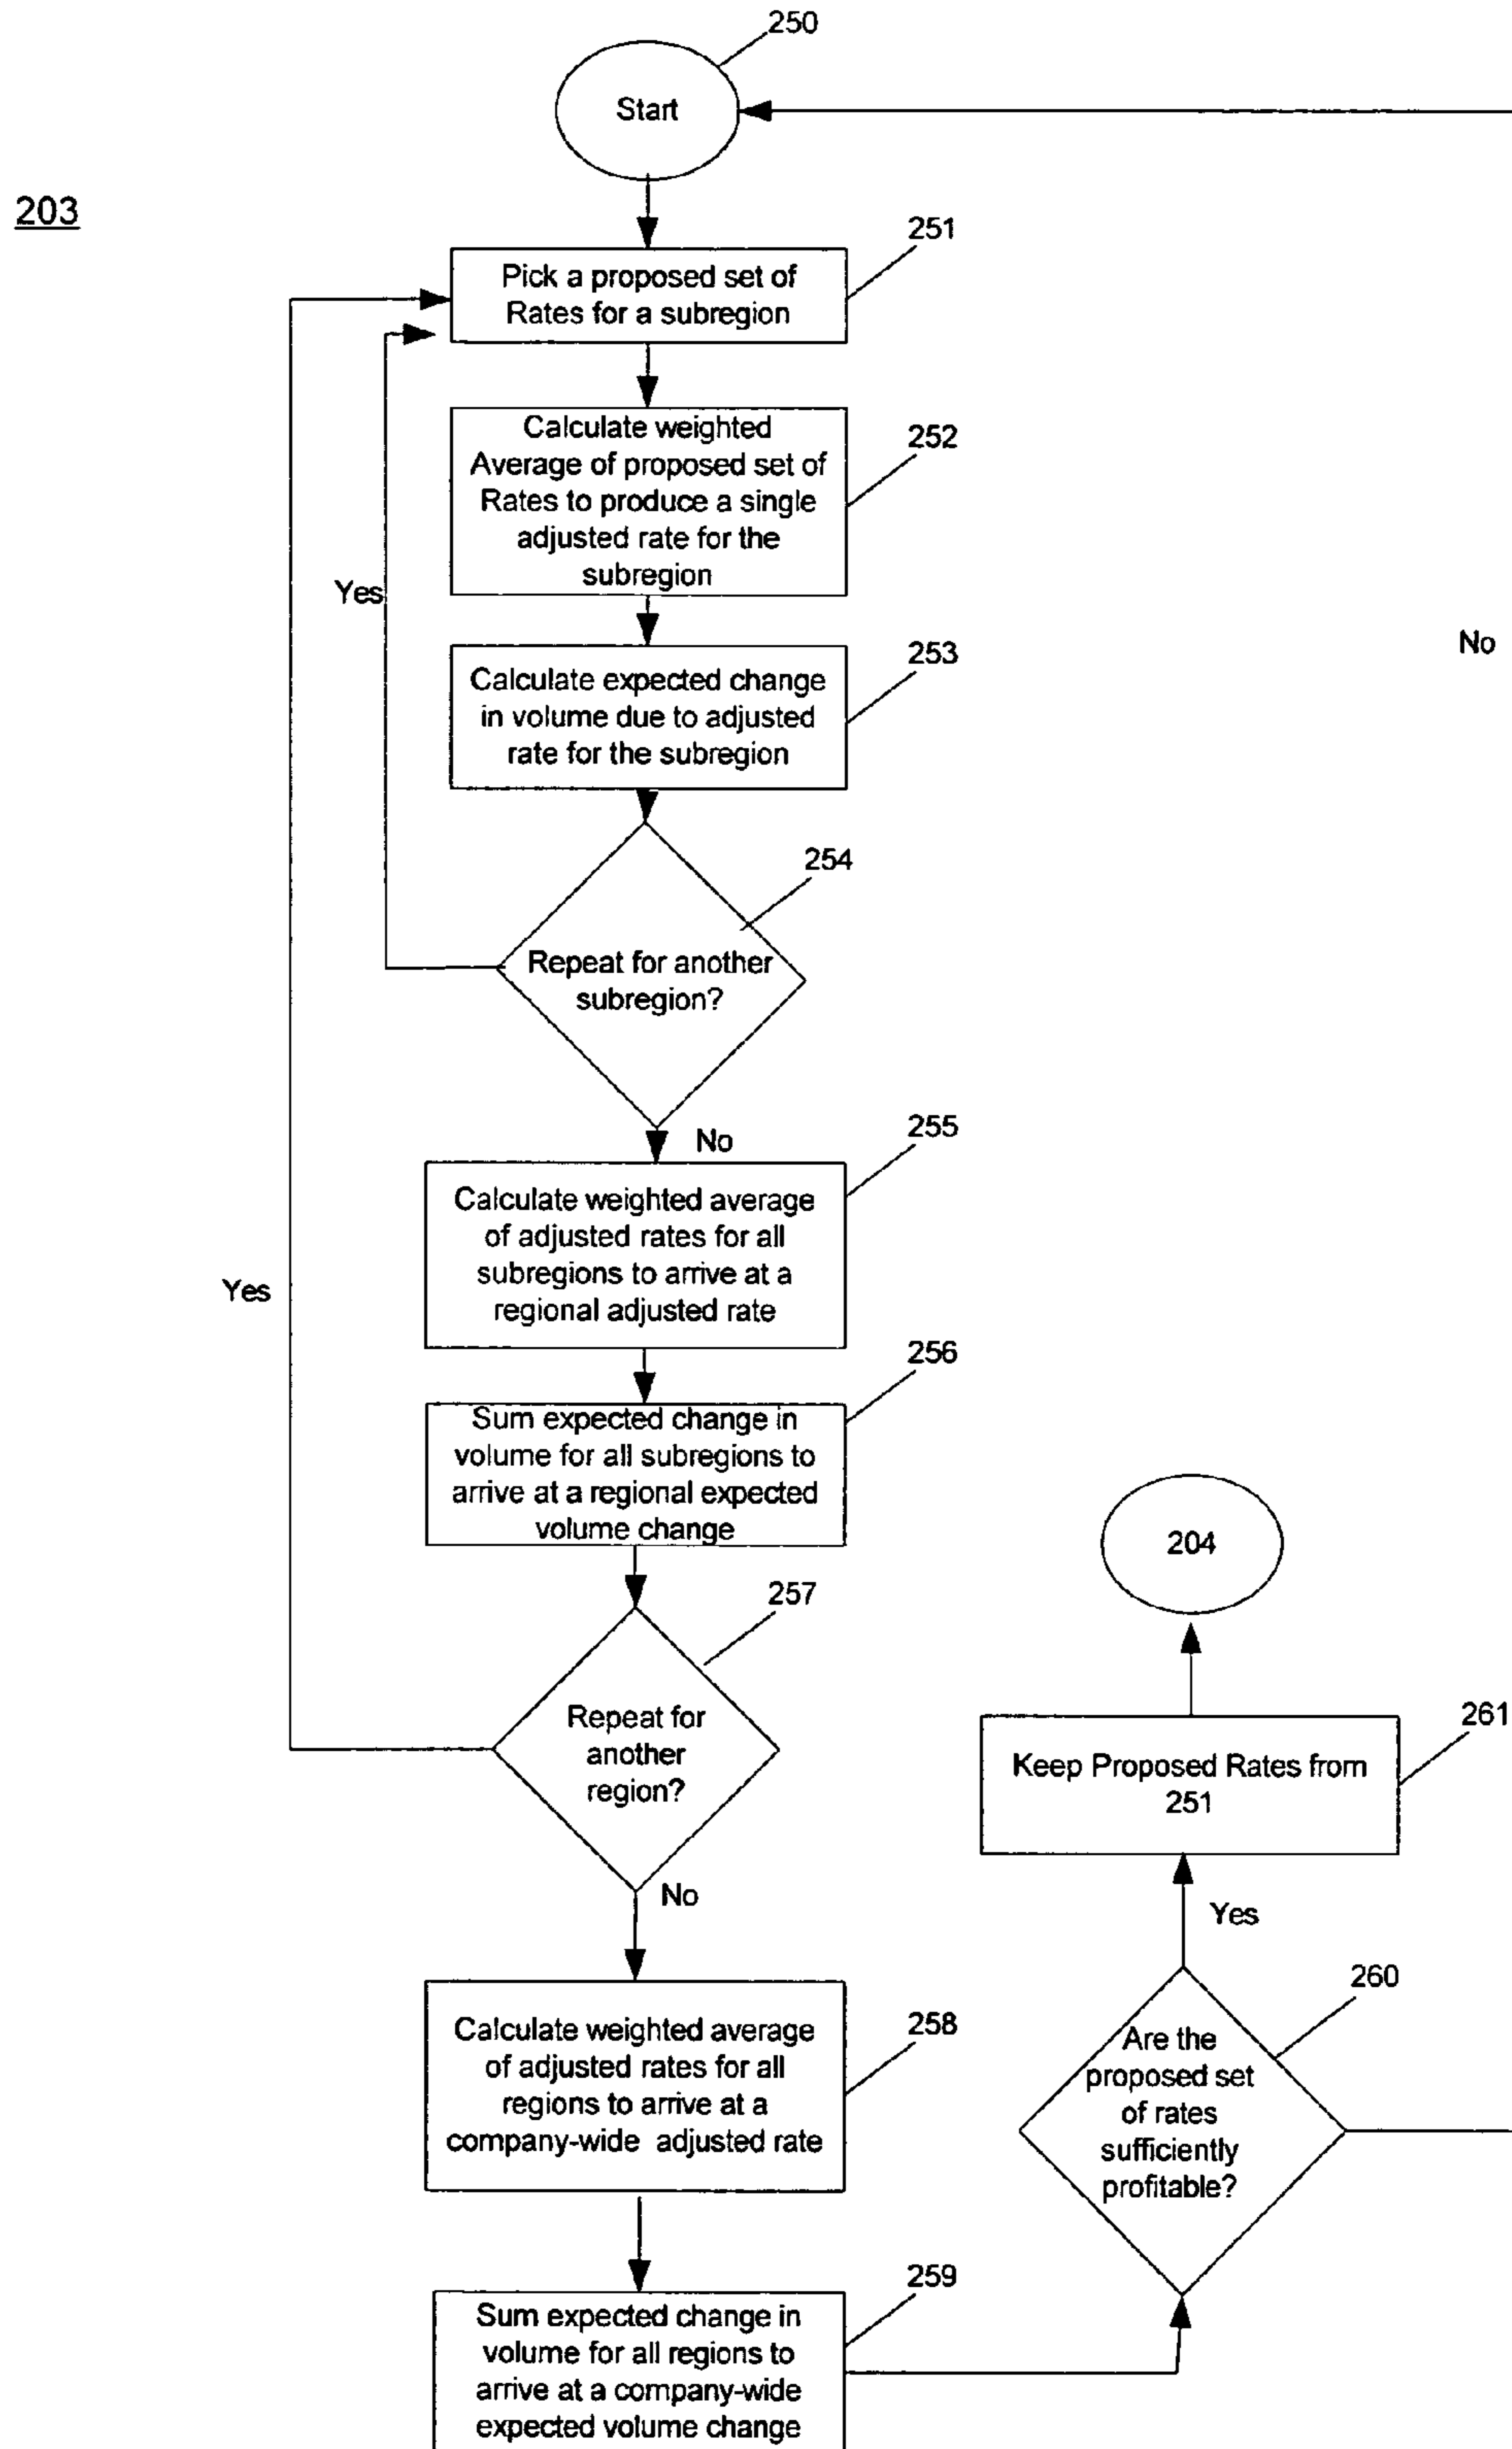 250
Start
203
251
Pick a proposed set of
Rates for a subregion
Calculate weighted
Average of proposed set of
Rates to produce a single
adjusted rate for the
subregion
252
Yes
253
No
Calculate expected change
in volume due to adjusted
rate for the subregion
254
Repeat for another
subregion?
No
255
Calculate weighted average
of adjusted rates for all
subregions to arrive at a
regional adjusted rate
Yes
256
Sum expected change in
volume for all subregions to
arrive at a regional expected
volume change
204
257
Repeat for
another
region?
261
Keep Proposed Rates from
251
No
Yes
260
Calculate weighted average
of adjusted rates for all
regions to arrive at a
company-wide adjusted rate
258
Are the
proposed set
of rates
sufficiently
profitable?
259
Sum expected change in
volume for all regions to
arrive at a company-wide
expected volume change